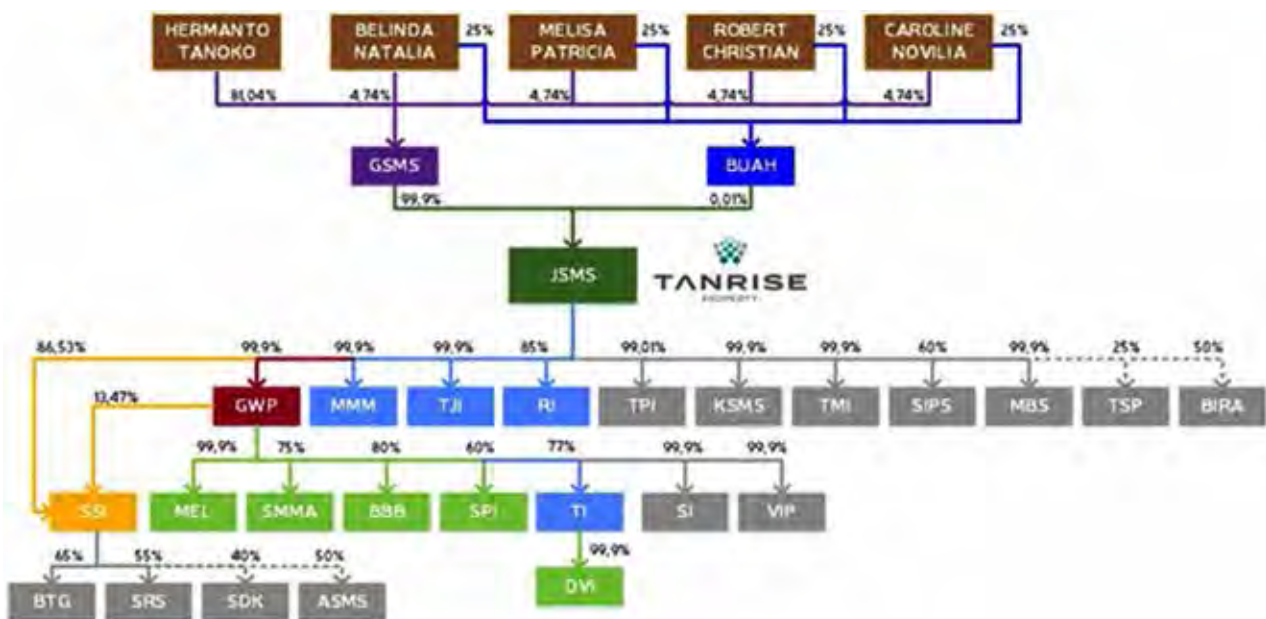 HERMANTO
TANOKO
BELINDA
NATALIA
25%
MELISA
PATRICIA
25%
ROBERT
CHRISTIAN
25%
CAROLINE
NOVILIA
25%
81,04%
4,74%
4,74%
4,74%
4,74%
GSMS
BUAH
99,9%
0,01%
JSMS
TANRISE
PROPERTY
86,53%
99,9%
99,9%
99,9%
85%
99,01%
99,9%
99,9%
60%
99,9%
25%
50%
13,47%
GWP
MMM
TJI
RI
TPI
KSMS
TMI
SIPS
MBS
TSP
BIRA
99,9%
75%
80%
60%
77%
99,9%
99,9%
SSI
MEL
SMMA
BBB
SPI
TI
SI
VIP
65%
55%
40%
50%
99,9%
BTG
SRS
SDK
ASMS
DVI